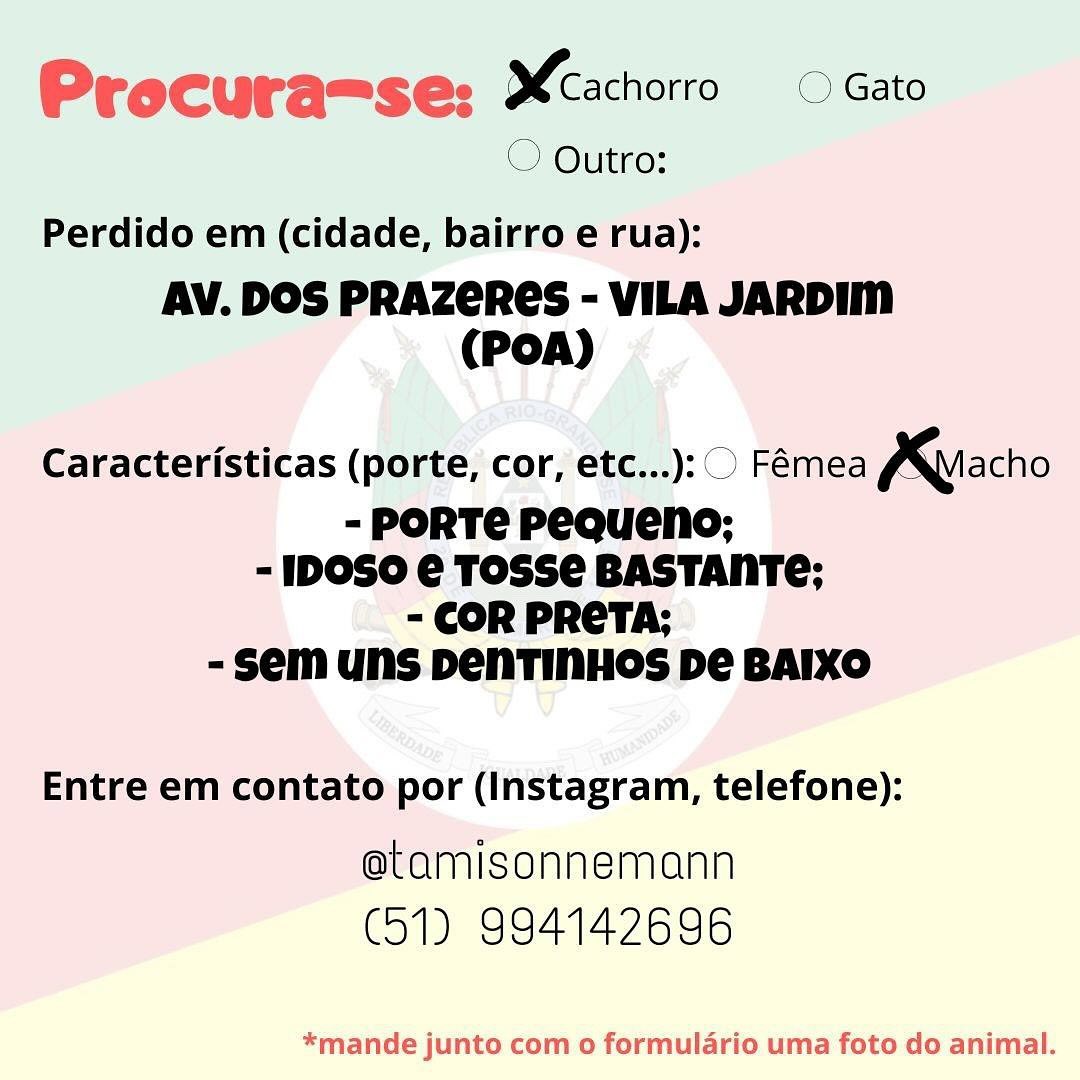 Procura-se: Cachorro Gato
Outro:
Perdido em (cidade, bairro e rua):
AV. DOS PRAZERES - VILA JARDIM
(POA)
Características (porte, cor, etc...): Fêmea Macho
- PORTE PEQUENO;
- IDOSO E TOSSE BASTANTE;
- COR PRETA;
- SEM UNS DENTINHOS DE BAIXO
LIBERDADE IGUALDADE HUMANIDADE
Entre em contato por (Instagram, telefone):
@tamisonnemann
(51) 994142696
*mande junto com o formulário uma foto do animal.